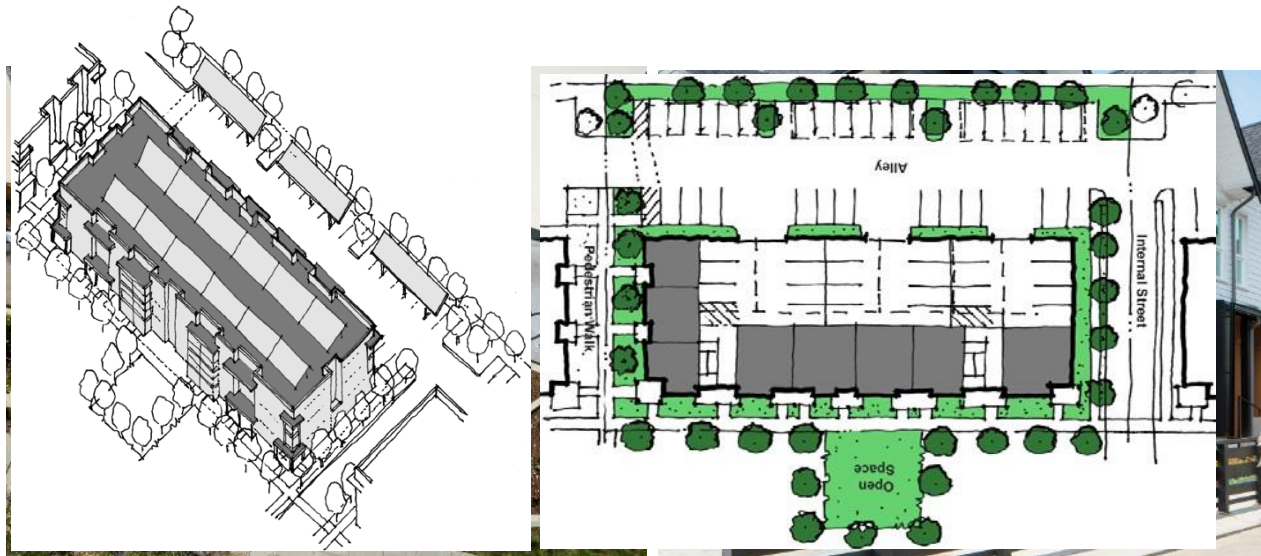 Alley
Pedestrian Walk
Internal Street
Open
Space